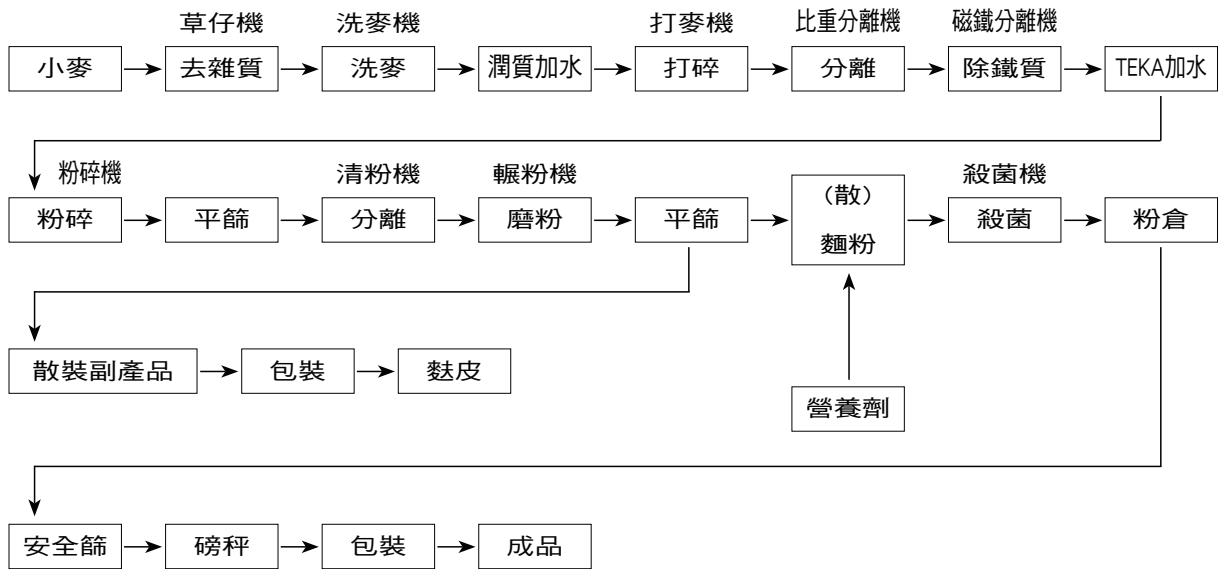 草仔機 洗麥機 打麥機 比重分離機 磁鐵分離機
小麥 去雜質 洗麥 潤質加水 打碎 分離 除鐵質 TEKA加水
粉碎機 清粉機 輾粉機 殺菌機
粉碎 平篩 分離 磨粉 平篩 （散） 殺菌 粉倉
麵粉
散裝副產品 包裝 麩皮
營養劑
安全篩 磅秤 包裝 成品